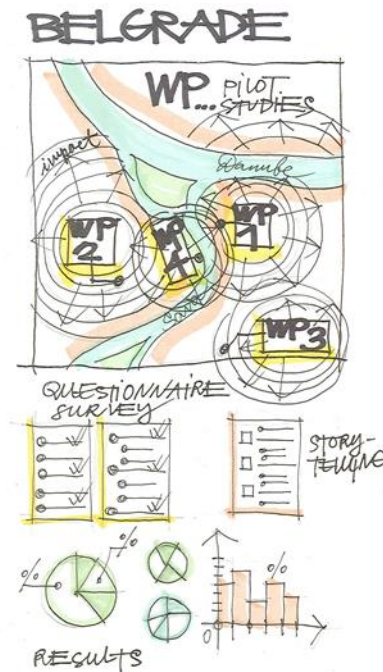 BELGRADE
WP... PILOT
STUDIES
impact
Danube
WP
2
WP
4
WP
1
Sava
WP3
QUESTIONNAIRE
SURVEY
STORY-
TELLING
%
%
%
0
RESULTS